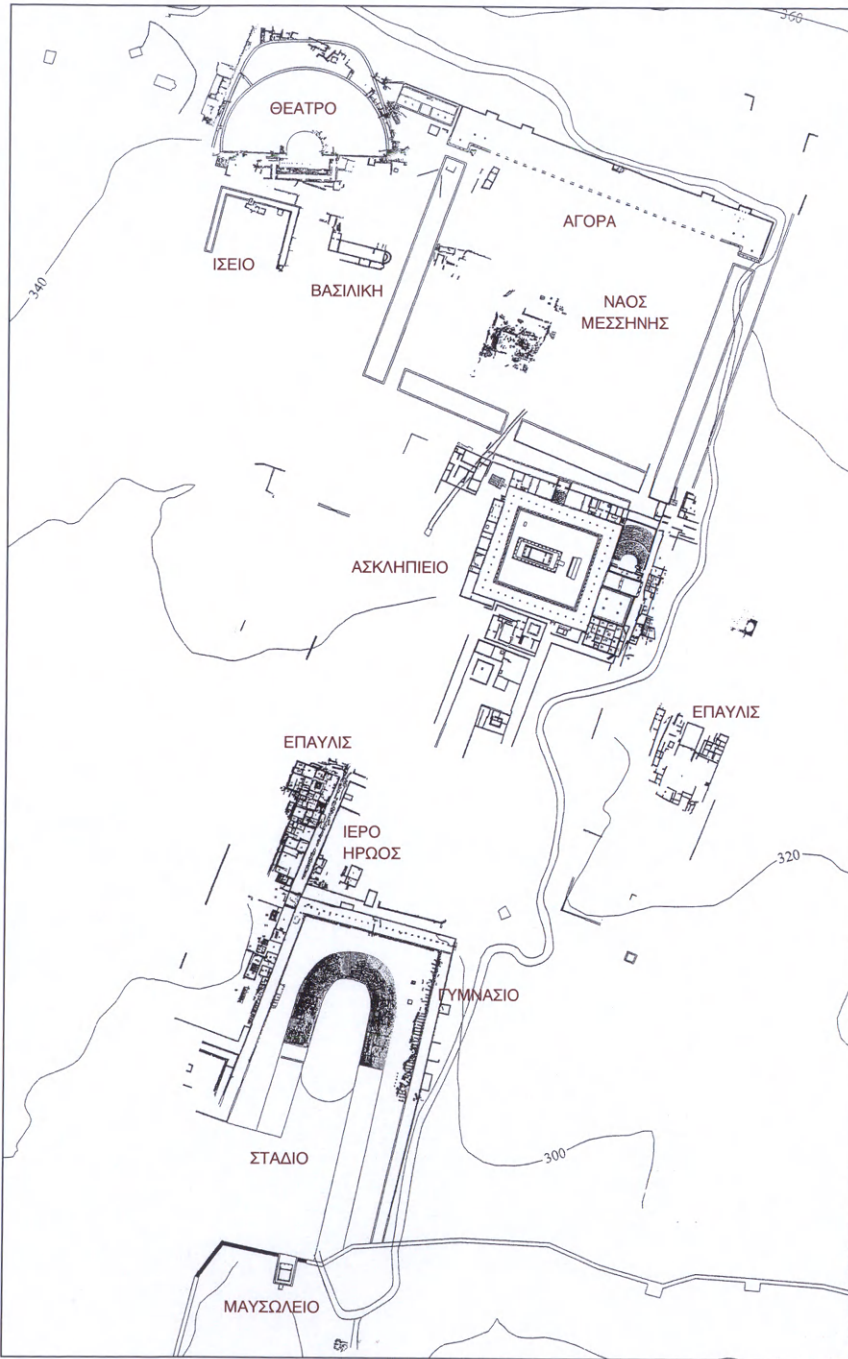 360
ΘΕΑΤΡΟ
ΑΓΟΡΑ
ΙΣΕΙΟ
340
ΒΑΣΙΛΙΚΗ
ΝΑΟΣ
ΜΕΣΣΗΝΗΣ
ΑΣΚΛΗΠΙΕΙΟ
ΕΠΑΥΛΙΣ
ΕΠΑΥΛΙΣ
ΙΕΡΟ
ΗΡΩΟΣ
320
ΓΥΜΝΑΣΙΟ
ΣΤΑΔΙΟ
300
ΜΑΥΣΩΛΕΙΟ